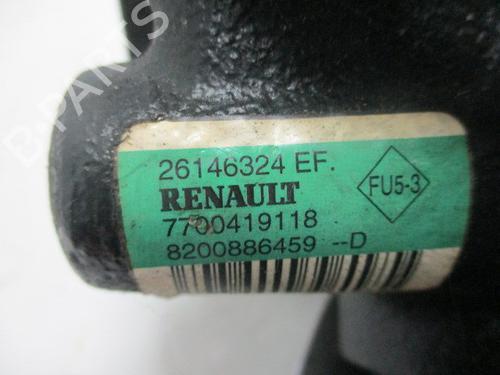 B-PARTS
26146324 EF.
RENAULT
7700419118
8200886459 --D
FU5-3